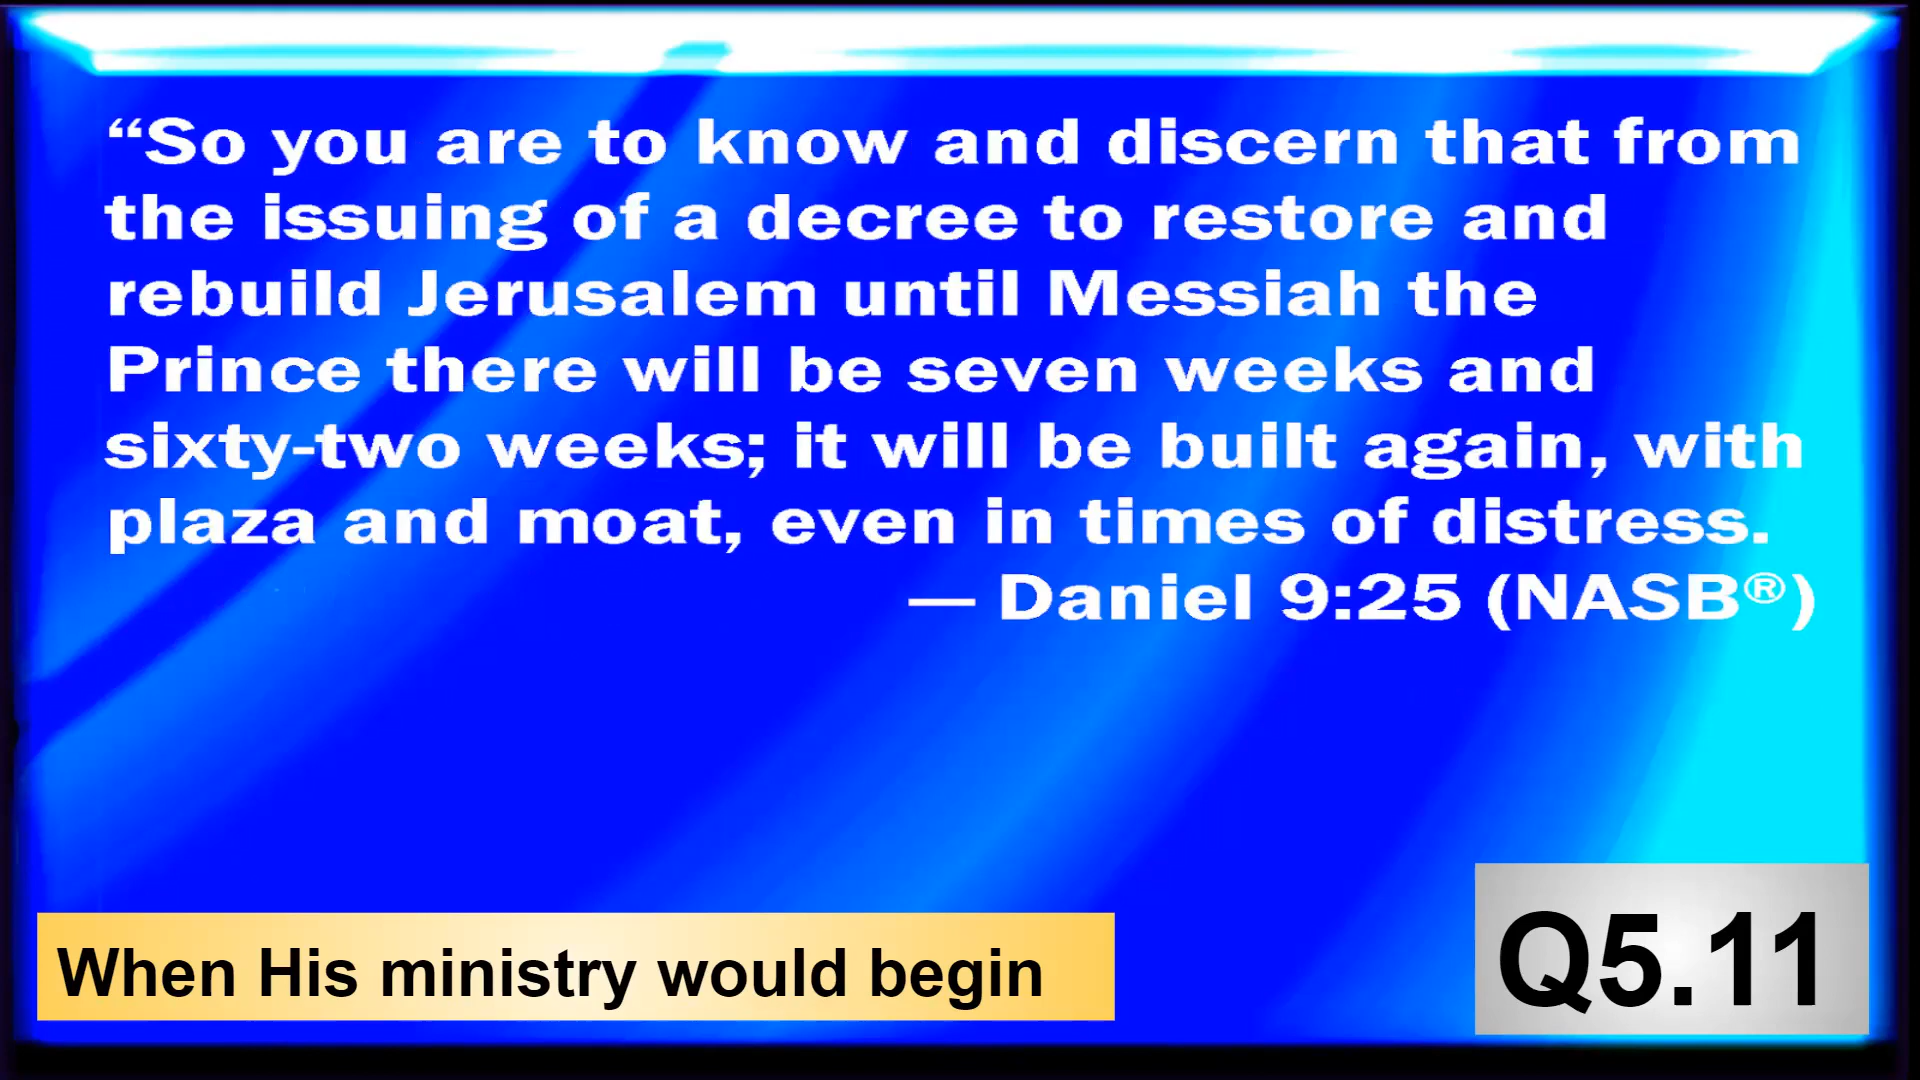 “So you are to know and discern that from
the issuing of a decree to restore and
rebuild Jerusalem until Messiah the
Prince there will be seven weeks and
sixty-two weeks; it will be built again, with
plaza and moat, even in times of distress.
— Daniel 9:25 (NASB®)
When His ministry would begin
Q5.11